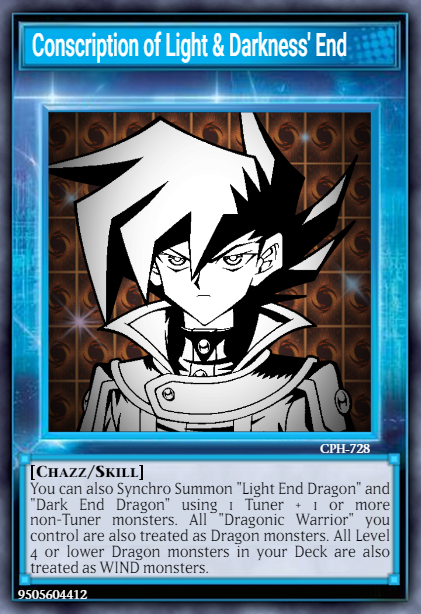 Conscription of Light & Darkness' End
CPH-728
[Chazz/Skill]
You can also Synchro Summon "Light End Dragon" and
"Dark End Dragon" using 1 Tuner + 1 or more
non-Tuner monsters. All "Dragonic Warrior" you
control are also treated as Dragon monsters. All Level
4 or lower Dragon monsters in your Deck are also
treated as WIND monsters.
9505604412